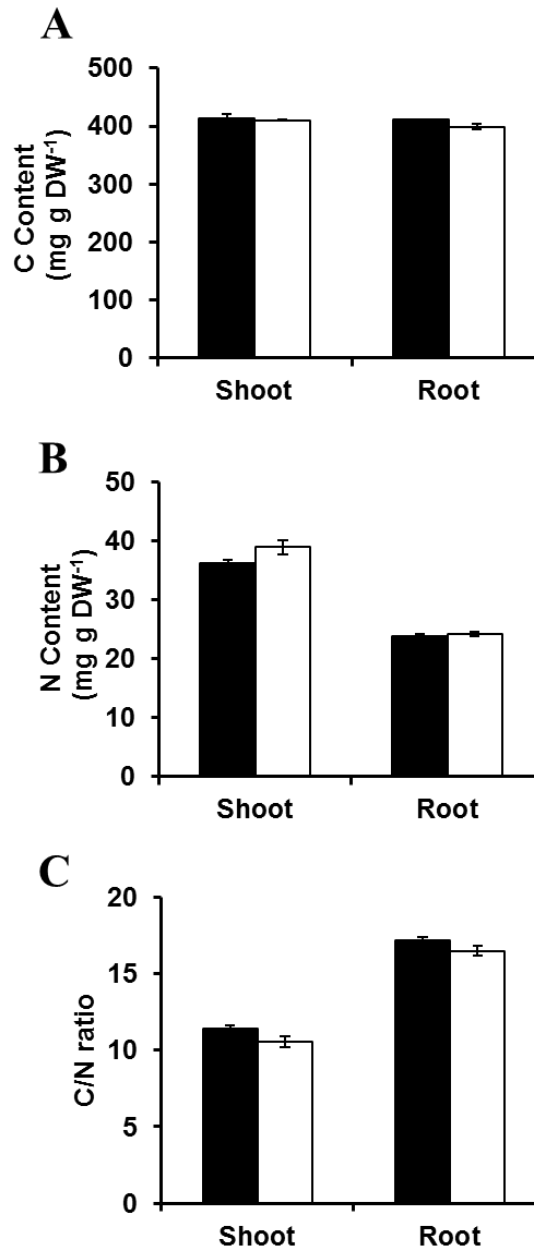 A
C Content
(mg g DW⁻¹)
500
400
300
200
100
0
Shoot Root
B
N Content
(mg g DW⁻¹)
50
40
30
20
10
0
Shoot Root
C
C/N ratio
20
15
10
5
0
Shoot Root